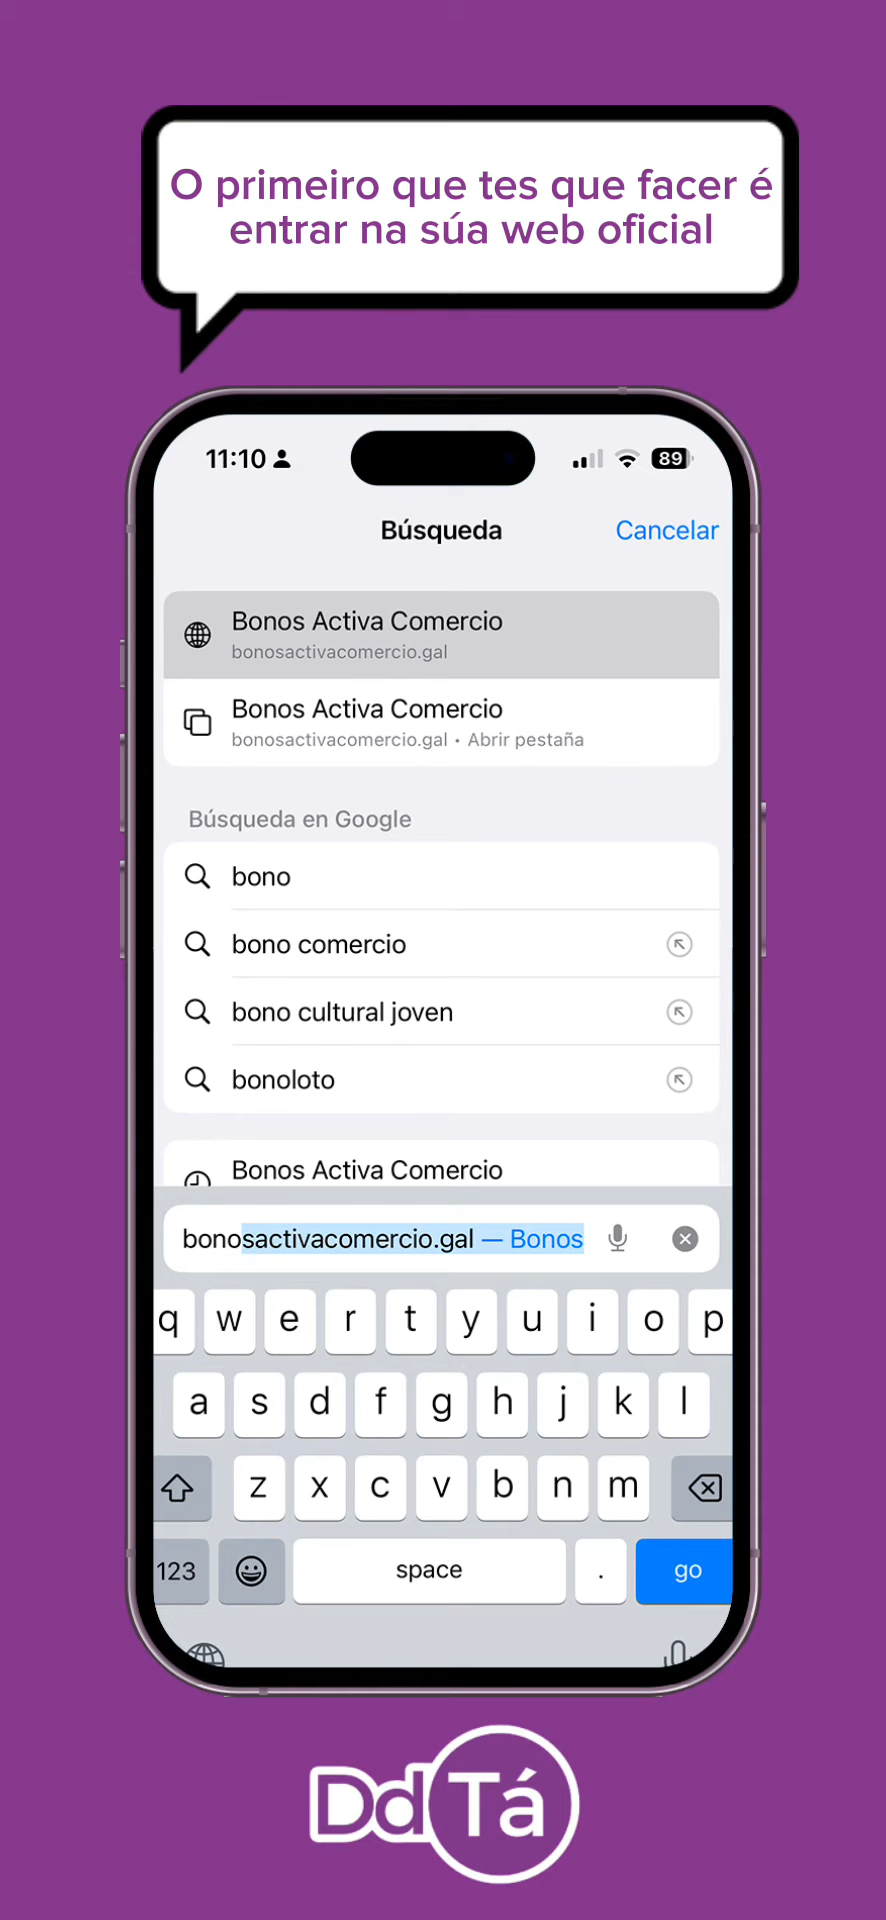 O primeiro que tes que facer é
entrar na súa web oficial
11:10
89
Búsqueda
Cancelar
Bonos Activa Comercio
bonosactivacomercio.gal
Bonos Activa Comercio
bonosactivacomercio.gal • Abrir pestaña
Búsqueda en Google
bono
bono comercio
bono cultural joven
bonoloto
Bonos Activa Comercio
bonosactivacomercio.gal — Bonos
q w e r t y u i o p
a s d f g h j k l
z x c v b n m
123 space . go
DdTá